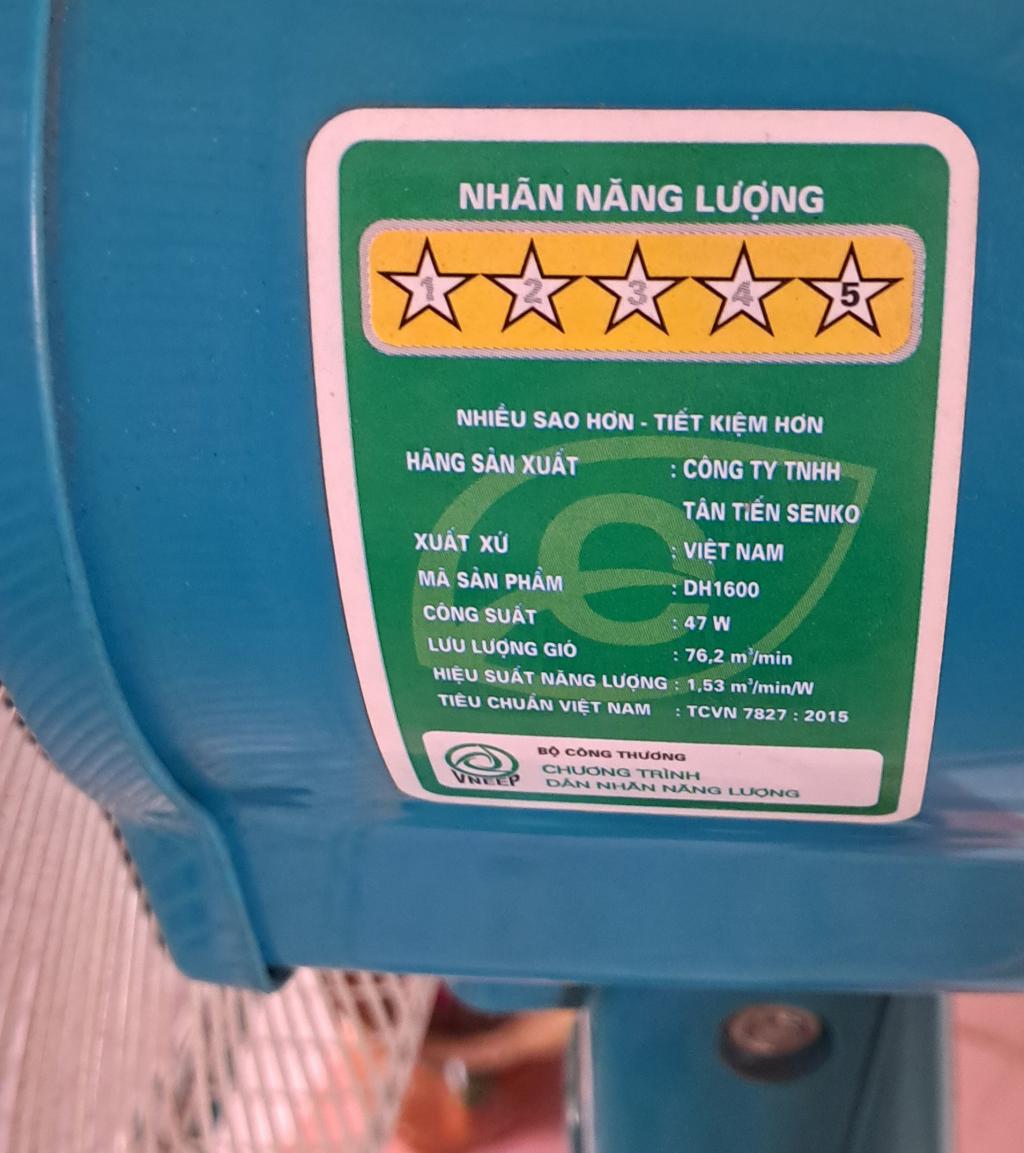 NHÃN NĂNG LƯỢNG
1 2 3 4 5
NHIỀU SAO HƠN - TIẾT KIỆM HƠN
HÃNG SẢN XUẤT : CÔNG TY TNHH
TÂN TIẾN SENKO
XUẤT XỨ : VIỆT NAM
MÃ SẢN PHẨM : DH1600
CÔNG SUẤT : 47 W
LƯU LƯỢNG GIÓ : 76,2 m³/min
HIỆU SUẤT NĂNG LƯỢNG : 1,53 m³/min/W
TIÊU CHUẨN VIỆT NAM : TCVN 7827 : 2015
VNEEP
BỘ CÔNG THƯƠNG
CHƯƠNG TRÌNH
DÁN NHÃN NĂNG LƯỢNG